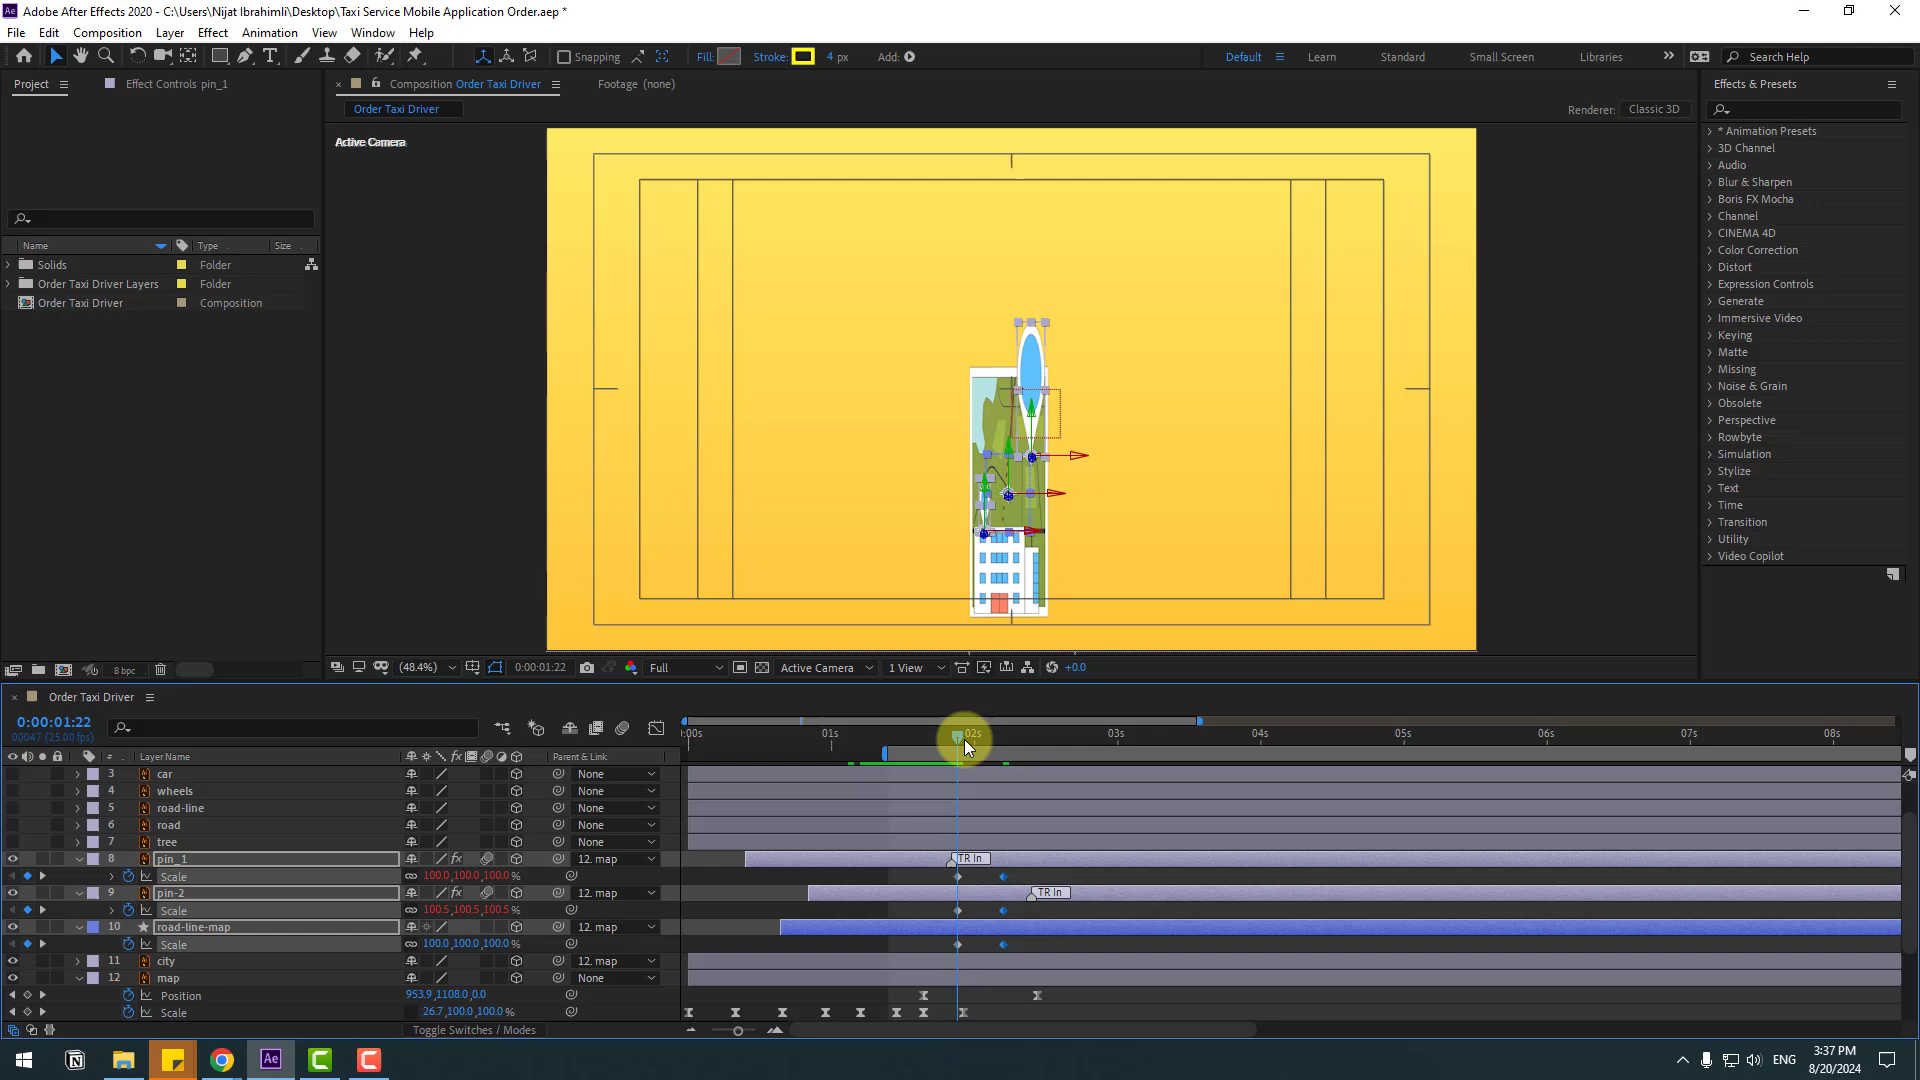 Adobe After Effects 2020 - C:\Users\Nijat Ibrahimli\Desktop\Taxi Service Mobile Application Order.aep *
File Edit Composition Layer Effect Animation View Window Help
Snapping Fill: Stroke: 4 px Add: Default Learn Standard Small Screen Libraries Search Help
Project Effect Controls pin_1 Composition Order Taxi Driver Footage (none) Effects & Presets
Order Taxi Driver Renderer: Classic 3D
Active Camera
* Animation Presets
3D Channel
Audio
Blur & Sharpen
Boris FX Mocha
Channel
CINEMA 4D
Color Correction
Distort
Expression Controls
Generate
Immersive Video
Keying
Matte
Missing
Noise & Grain
Obsolete
Perspective
Rowbyte
Simulation
Stylize
Text
Time
Transition
Utility
Video Copilot
Name Type Size
Solids Folder
Order Taxi Driver Layers Folder
Order Taxi Driver Composition
8 bpc (48.4%) 0:00:01:22 Full Active Camera 1 View +0.0
Order Taxi Driver
0:00:01:22
00047 (25.00 fps)
:00s 01s 02s 03s 04s 05s 06s 07s 08s
# Layer Name Parent & Link
3 car None
4 wheels None
5 road-line None
6 road None
7 tree None
8 pin_1 12. map TR In
Scale 100.0,100.0,100.0%
9 pin-2 12. map TR In
Scale 100.5,100.5,100.5%
10 road-line-map 12. map
Scale 100.0,100.0,100.0%
11 city 12. map
12 map None
Position 953.9,1108.0,0.0
Scale 26.7,100.0,100.0%
Toggle Switches / Modes
ENG 3:37 PM
8/20/2024